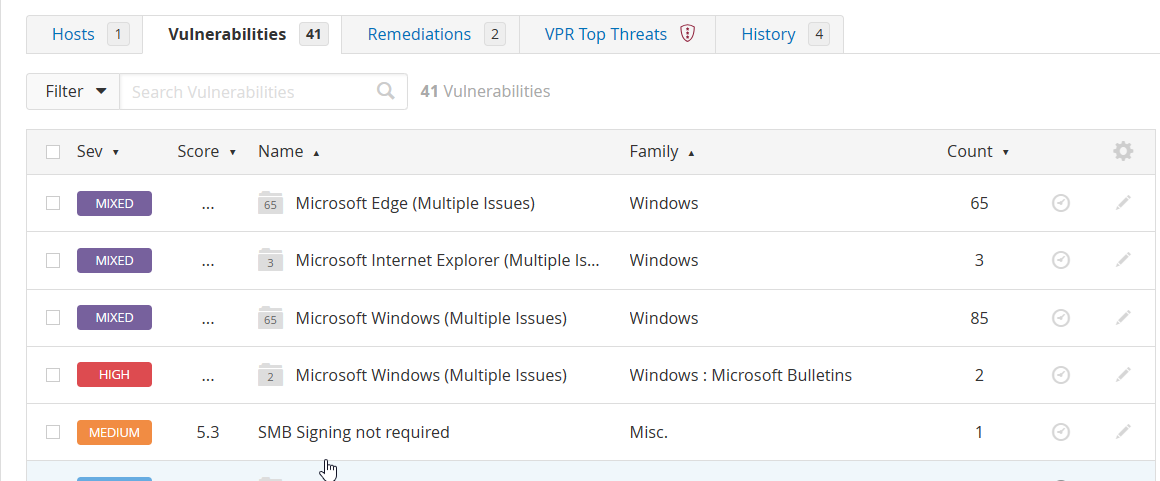 Hosts 1 Vulnerabilities 41 Remediations 2 VPR Top Threats History 4
Filter Search Vulnerabilities 41 Vulnerabilities
Sev Score Name Family Count
MIXED ... 65 Microsoft Edge (Multiple Issues) Windows 65
MIXED ... 3 Microsoft Internet Explorer (Multiple Is... Windows 3
MIXED ... 65 Microsoft Windows (Multiple Issues) Windows 85
HIGH ... 2 Microsoft Windows (Multiple Issues) Windows : Microsoft Bulletins 2
MEDIUM 5.3 SMB Signing not required Misc. 1